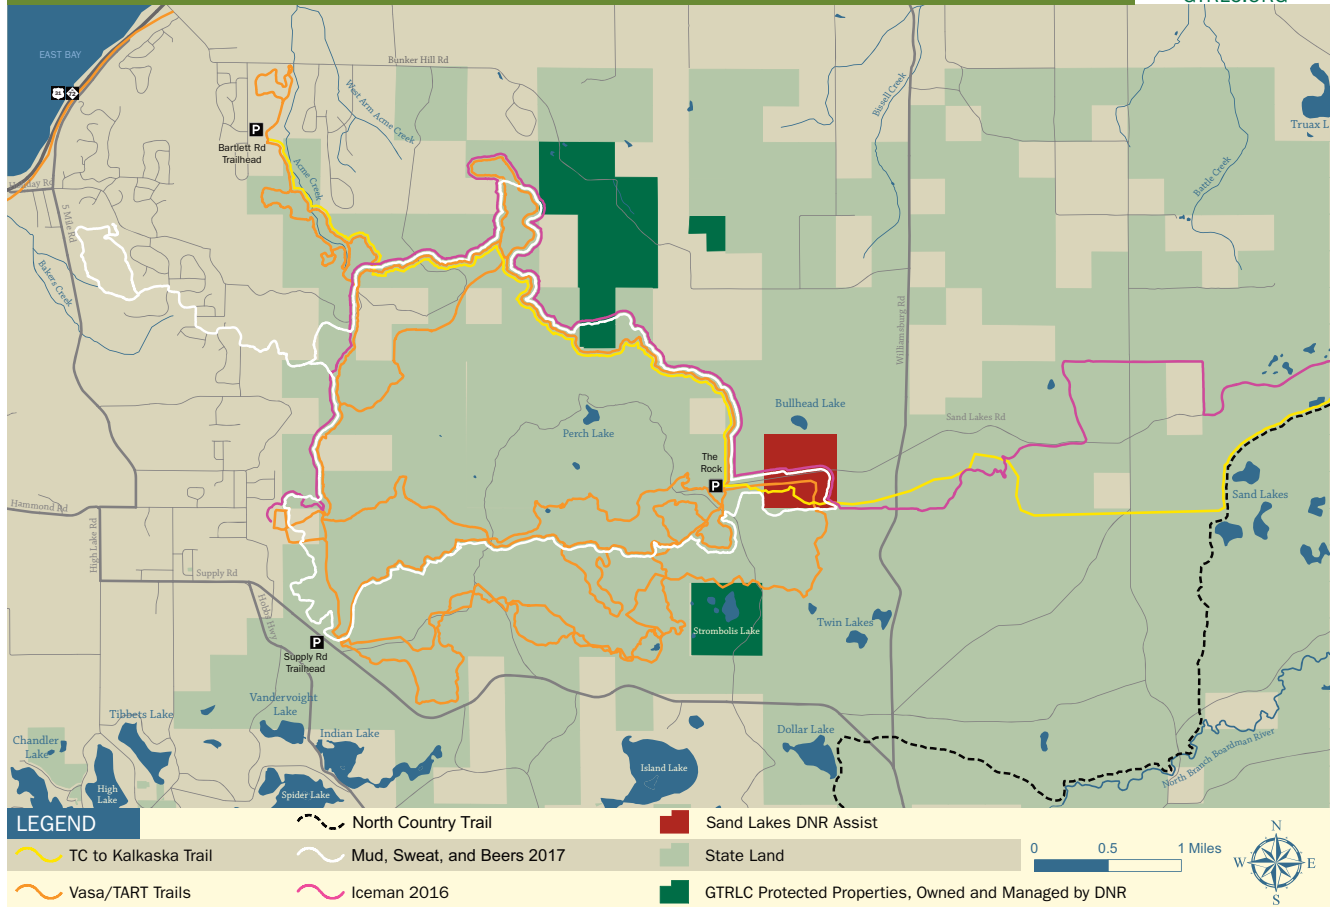 GTRLC.ORG
EAST BAY
31
72
Bunker Hill Rd
West Arm Acme Creek
Bissell Creek
Truax L
P
Bartlett Rd
Trailhead
Acme Creek
Battle Creek
5 Mile Rd
Bakers Creek
Williamsburg Rd
Bullhead Lake
Sand Lakes Rd
Perch Lake
The
Rock
P
Sand Lakes
Hammond Rd
High Lake Rd
Supply Rd
Hobbs Hwy
Strombolis Lake
Twin Lakes
P
Supply Rd
Trailhead
Vandervoight
Lake
Tibbets Lake
Indian Lake
Dollar Lake
Chandler
Lake
Island Lake
North Branch Boardman River
High
Lake
Spider Lake
LEGEND
North Country Trail
Sand Lakes DNR Assist
TC to Kalkaska Trail
Mud, Sweat, and Beers 2017
State Land
0 0.5 1 Miles
Vasa/TART Trails
Iceman 2016
GTRLC Protected Properties, Owned and Managed by DNR
N
W E
S